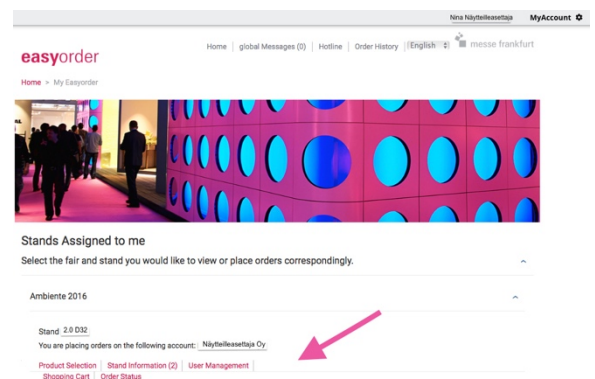 Nina Näytteilleasettaja MyAccount
easyorder
Home | global Messages (0) | Hotline | Order History | English
messe frankfurt
Home > My Easyorder
Stands Assigned to me
Select the fair and stand you would like to view or place orders correspondingly.
Ambiente 2016
Stand 2.0 D32
You are placing orders on the following account: Näytteilleasettaja Oy
Product Selection | Stand Information (2) | User Management |
Shopping Cart | Order Status